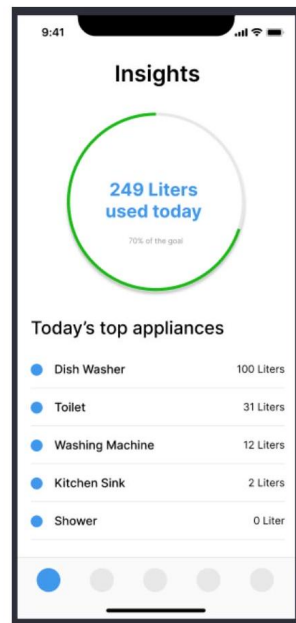 9:41
Insights
249 Liters
used today
70% of the goal
Today's top appliances
Dish Washer 100 Liters
Toilet 31 Liters
Washing Machine 12 Liters
Kitchen Sink 2 Liters
Shower 0 Liter